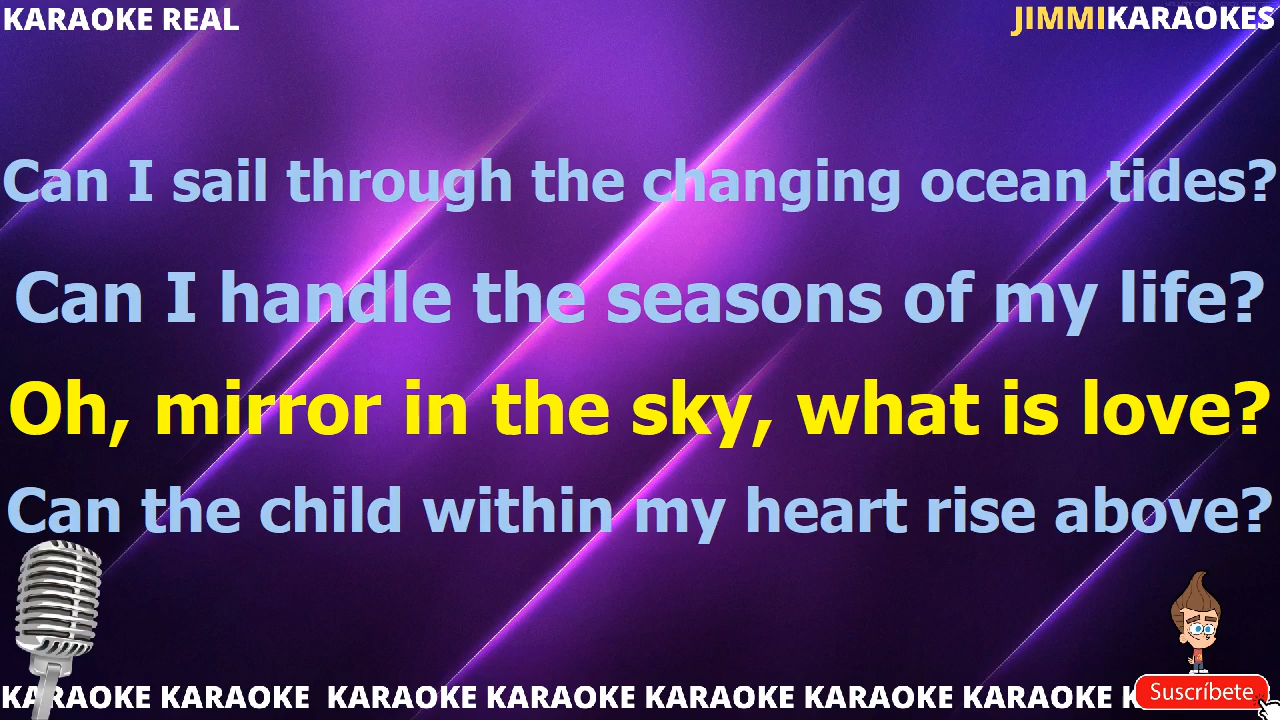 KARAOKE REAL
JIMMIKARAOKES
Can I sail through the changing ocean tides?
Can I handle the seasons of my life?
Oh, mirror in the sky, what is love?
Can the child within my heart rise above?
KARAOKE KARAOKE KARAOKE KARAOKE KARAOKE KARAOKE KARAOKE K
Suscríbete